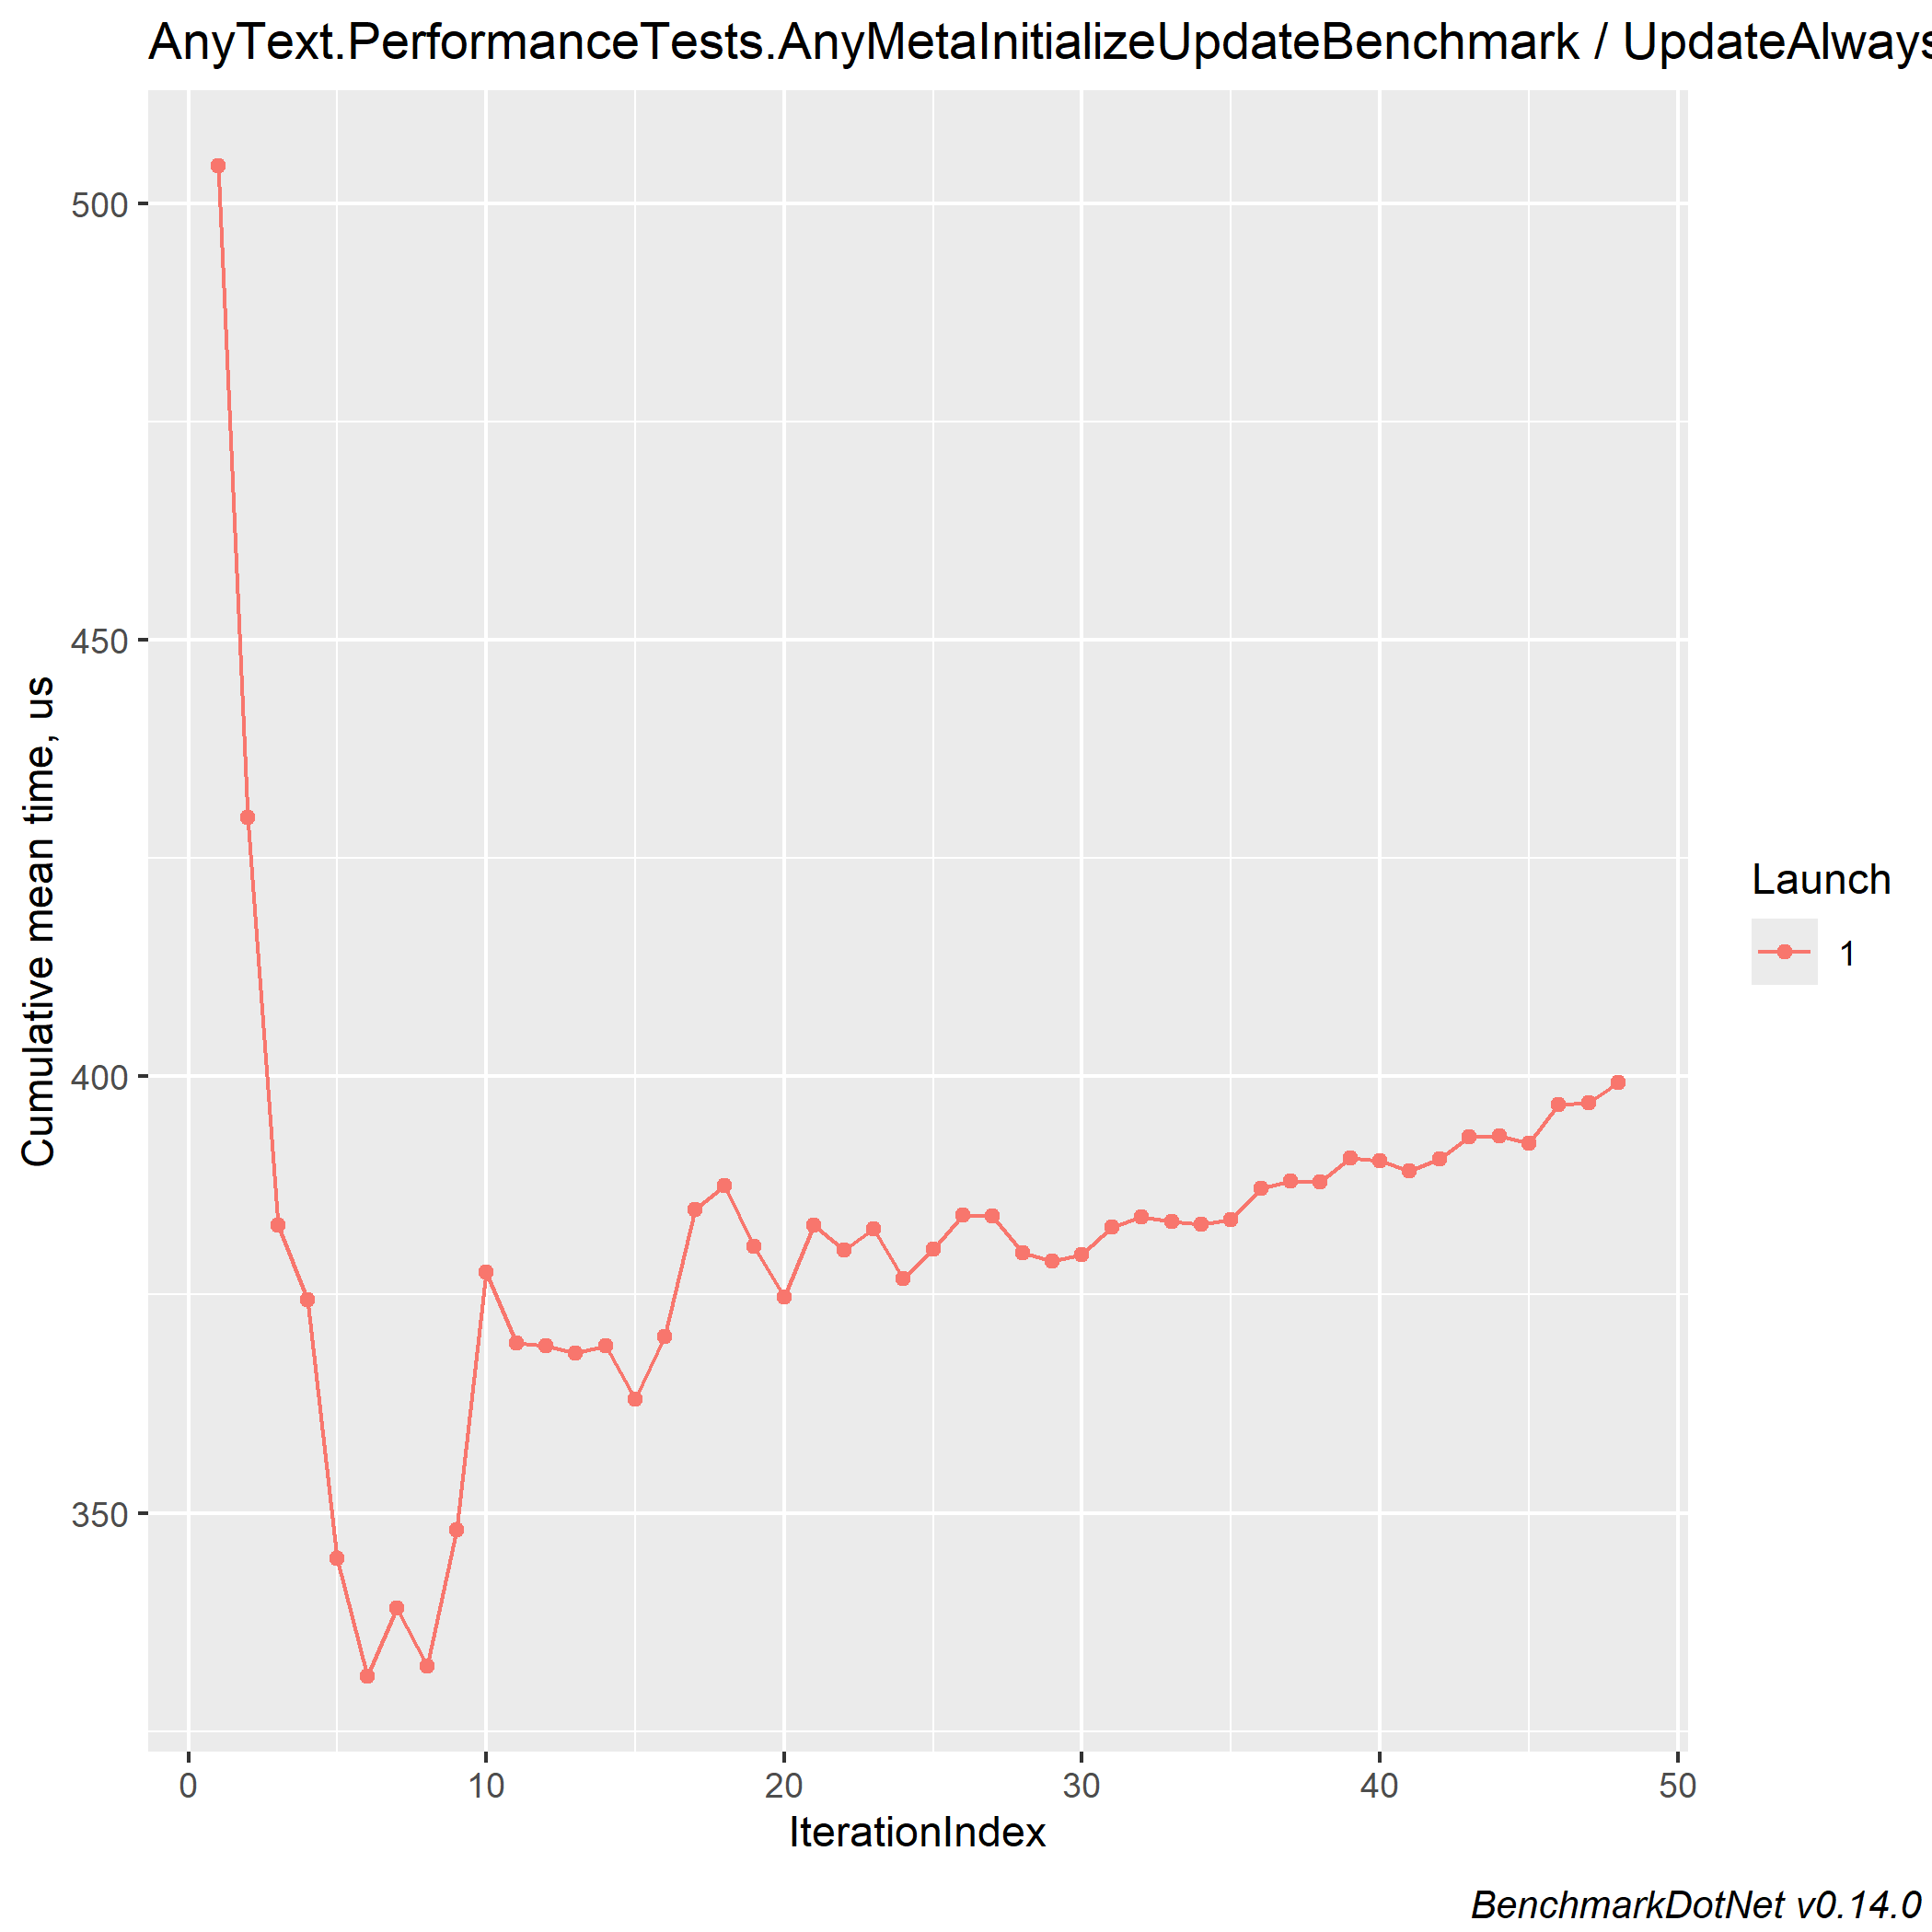 AnyText.PerformanceTests.AnyMetaInitializeUpdateBenchmark / UpdateAlways
500
450
400
350
Cumulative mean time, us
0 10 20 30 40 50
IterationIndex
Launch
1
BenchmarkDotNet v0.14.0